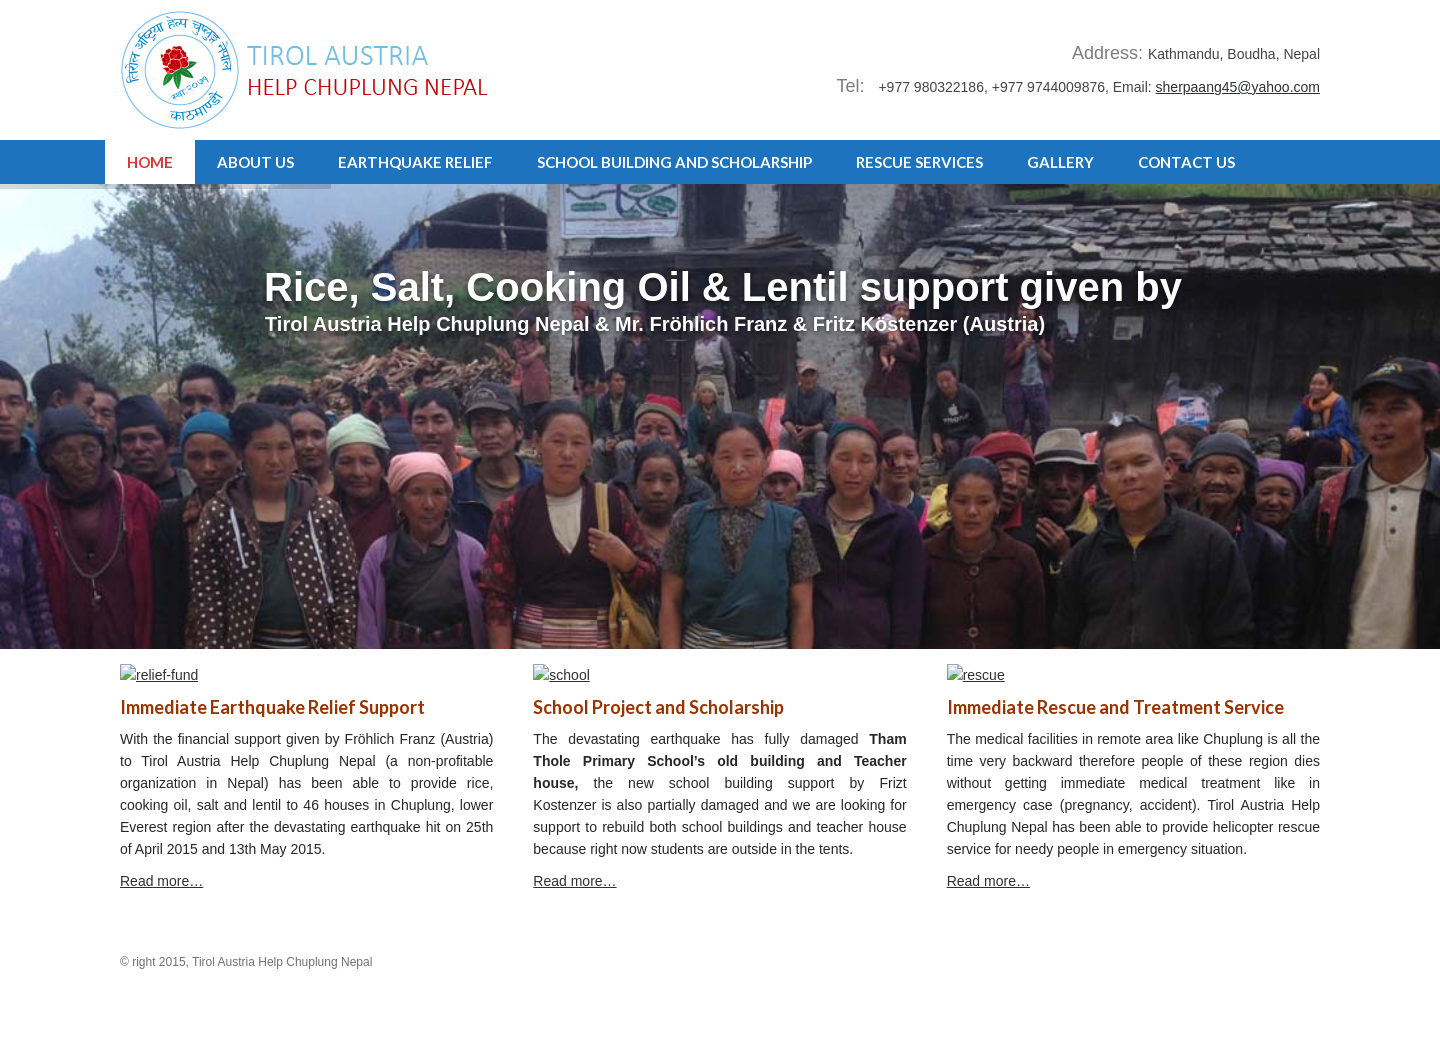 तिरोल अष्ट्रिया हेल्प चुप्लुङ्ग नेपाल
स्था.२०७१
काठमाण्डौ
TIROL AUSTRIA
HELP CHUPLUNG NEPAL
Address: Kathmandu, Boudha, Nepal
Tel: +977 980322186, +977 9744009876, Email: sherpaang45@yahoo.com
HOME ABOUT US EARTHQUAKE RELIEF SCHOOL BUILDING AND SCHOLARSHIP RESCUE SERVICES GALLERY CONTACT US
Rice, Salt, Cooking Oil & Lentil support given by
Tirol Austria Help Chuplung Nepal & Mr. Fröhlich Franz & Fritz Köstenzer (Austria)
relief-fund
Immediate Earthquake Relief Support
With the financial support given by Fröhlich Franz (Austria)
to Tirol Austria Help Chuplung Nepal (a non-profitable
organization in Nepal) has been able to provide rice,
cooking oil, salt and lentil to 46 houses in Chuplung, lower
Everest region after the devastating earthquake hit on 25th
of April 2015 and 13th May 2015.
Read more…
school
School Project and Scholarship
The devastating earthquake has fully damaged Tham
Thole Primary School’s old building and Teacher
house, the new school building support by Frizt
Kostenzer is also partially damaged and we are looking for
support to rebuild both school buildings and teacher house
because right now students are outside in the tents.
Read more…
rescue
Immediate Rescue and Treatment Service
The medical facilities in remote area like Chuplung is all the
time very backward therefore people of these region dies
without getting immediate medical treatment like in
emergency case (pregnancy, accident). Tirol Austria Help
Chuplung Nepal has been able to provide helicopter rescue
service for needy people in emergency situation.
Read more…
© right 2015, Tirol Austria Help Chuplung Nepal